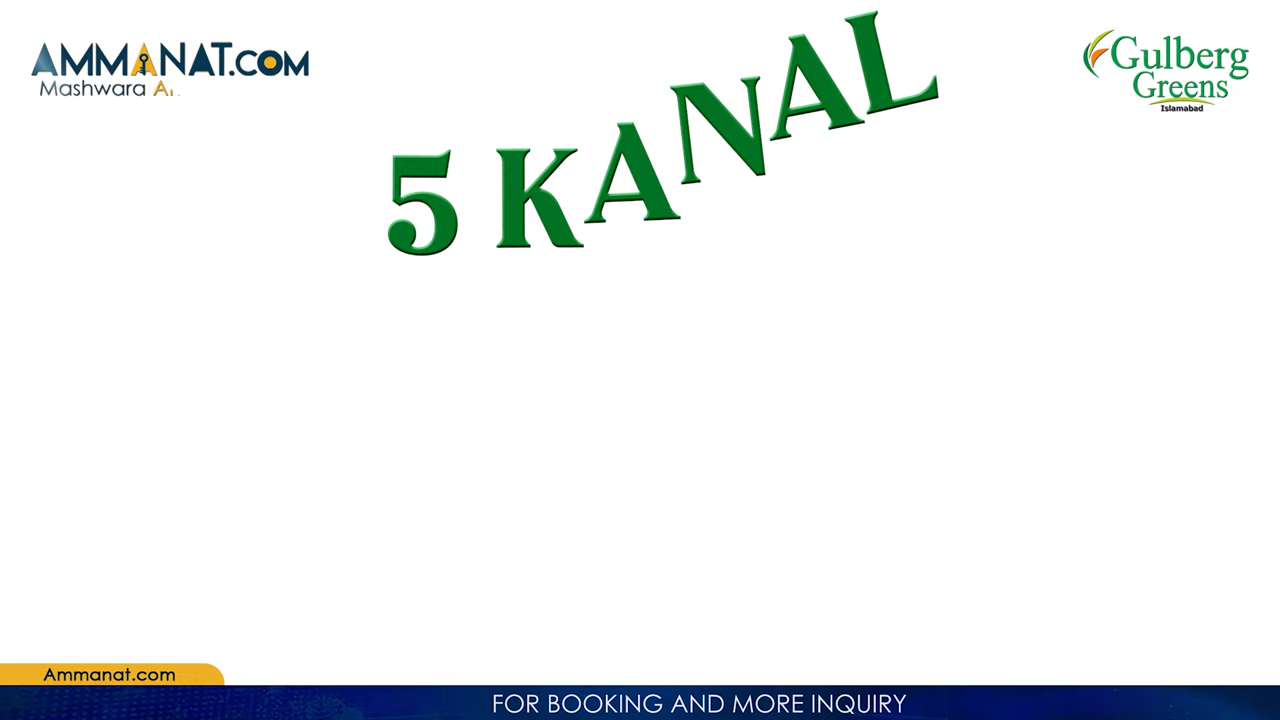 AMMANAT.COM
Mashwara
5 KANAL
Gulberg
Greens
Islamabad
Ammanat.com
FOR BOOKING AND MORE INQUIRY